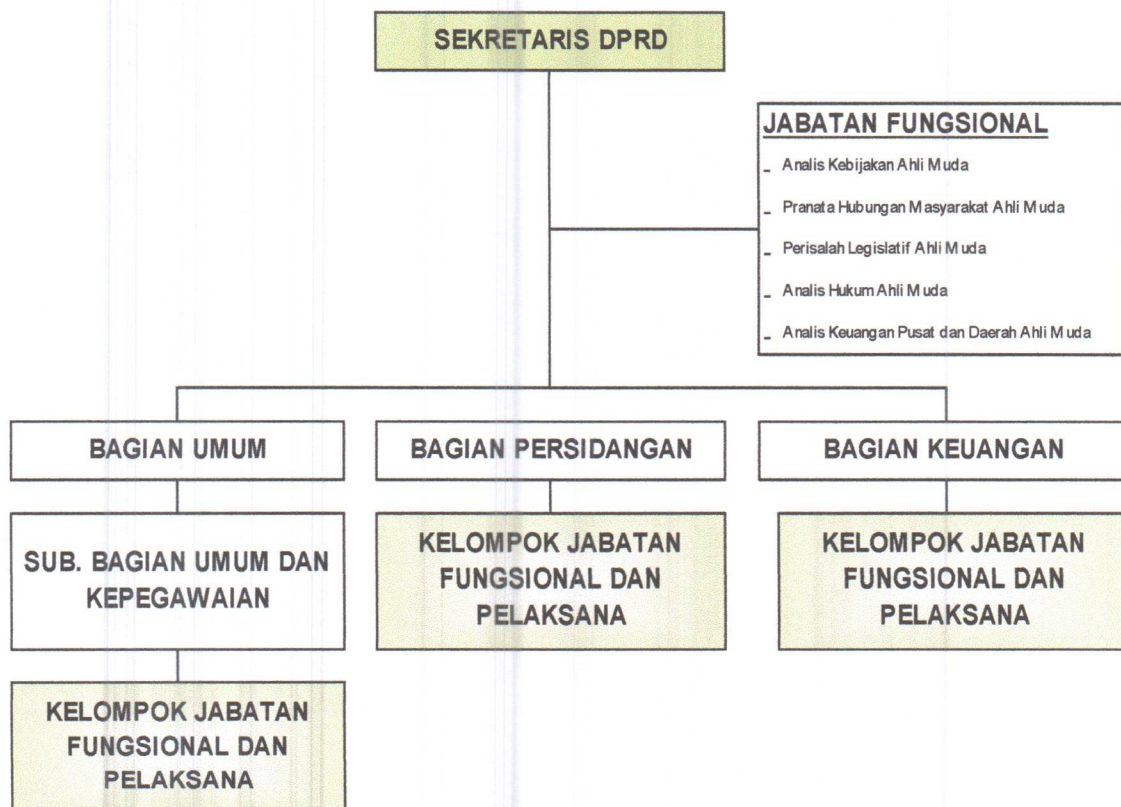 SEKRETARIS DPRD
JABATAN FUNGSIONAL
- Analis Kebijakan Ahli Muda
- Pranata Hubungan Masyarakat Ahli Muda
- Perisalah Legislatif Ahli Muda
- Analis Hukum Ahli Muda
- Analis Keuangan Pusat dan Daerah Ahli Muda
BAGIAN UMUM
BAGIAN PERSIDANGAN
BAGIAN KEUANGAN
SUB. BAGIAN UMUM DAN
KEPEGAWAIAN
KELOMPOK JABATAN
FUNGSIONAL DAN
PELAKSANA
KELOMPOK JABATAN
FUNGSIONAL DAN
PELAKSANA
KELOMPOK JABATAN
FUNGSIONAL DAN
PELAKSANA